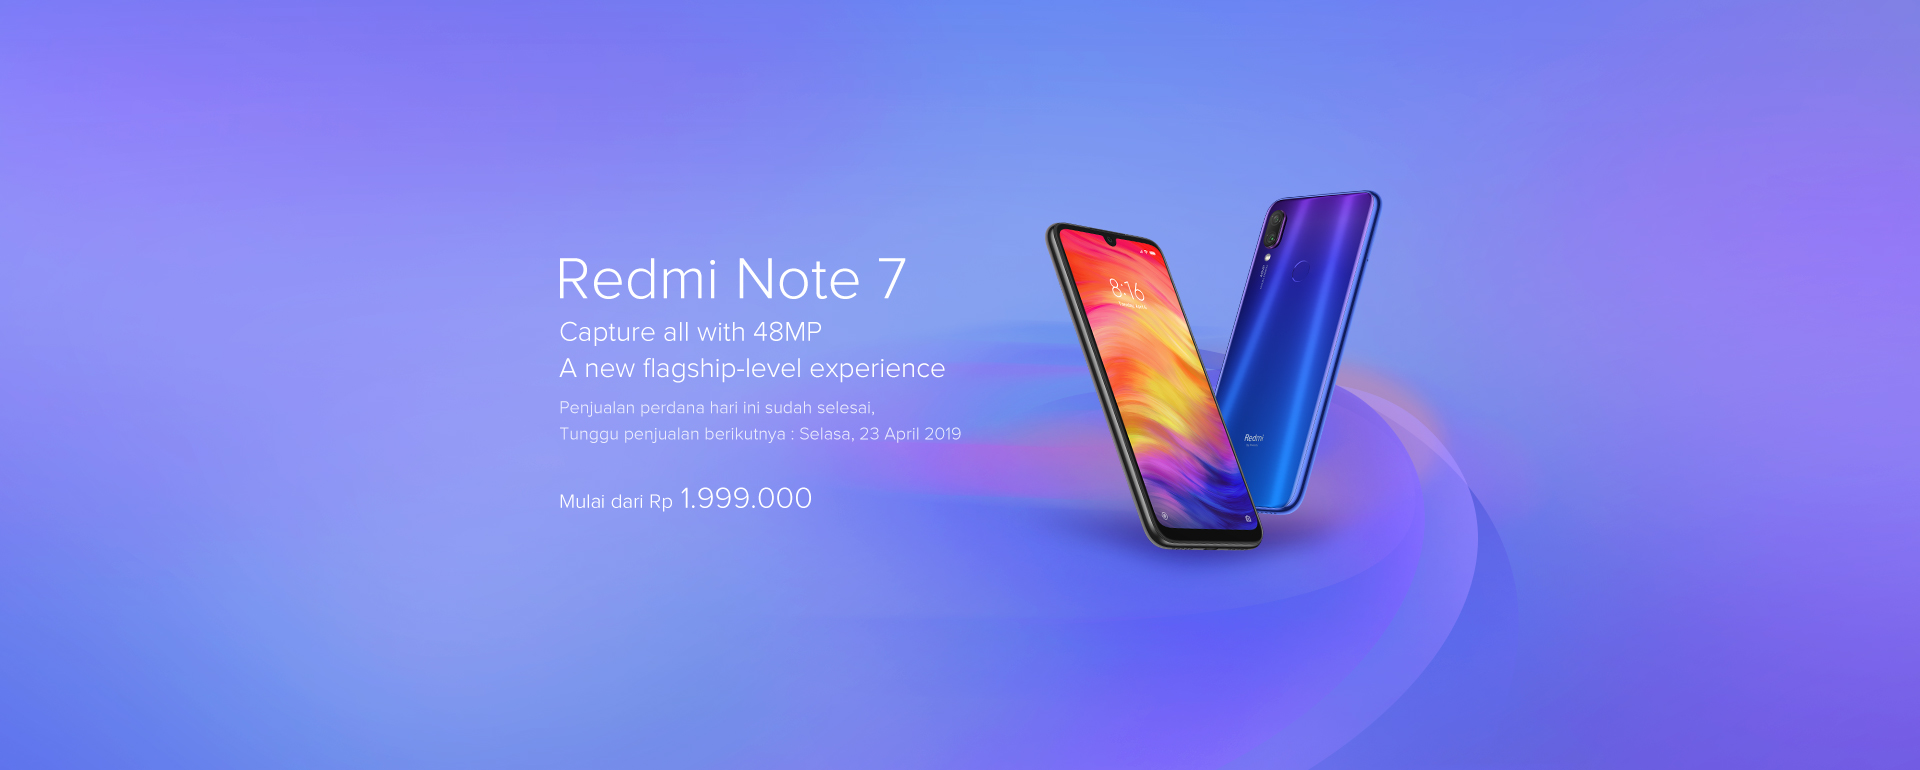 Redmi Note 7
Capture all with 48MP
A new flagship-level experience
Penjualan perdana hari ini sudah selesai,
Tunggu penjualan berikutnya : Selasa, 23 April 2019
Mulai dari Rp 1.999.000
8:16
Redmi